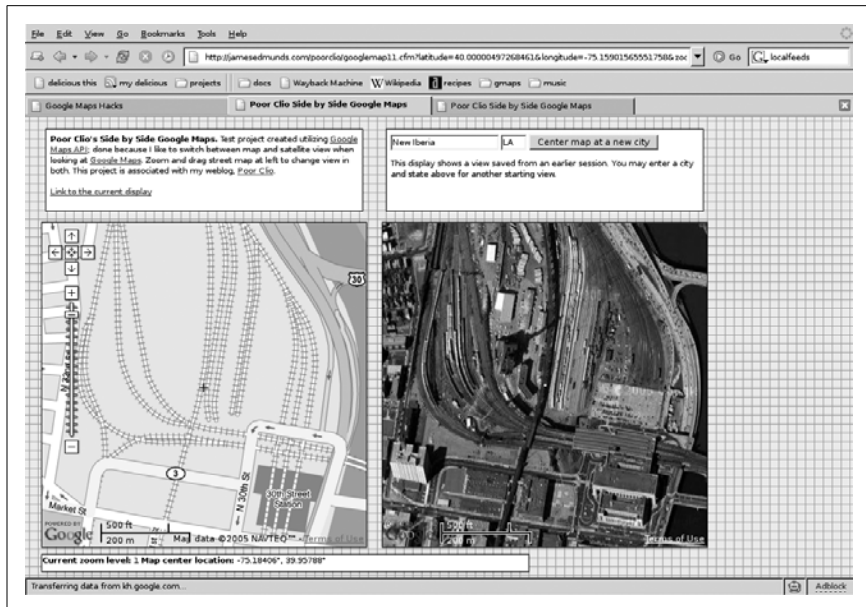 File Edit View Go Bookmarks Tools Help
http://jamesedmunds.com/poorclio/googlemap11.cfm?latitude=40.00000497268461&longitude=-75.15901565551758& zoc
Go
localfeeds
delicious this my delicious projects docs Wayback Machine Wikipedia recipes gmaps music
Google Maps Hacks
Poor Clio Side by Side Google Maps
Poor Clio Side by Side Google Maps
Poor Clio's Side by Side Google Maps. Test project created utilizing Google
Maps API; done because I like to switch between map and satellite view when
looking at Google Maps. Zoom and drag street map at left to change view in
both. This project is associated with my weblog, Poor Clio.
Link to the current display
New Iberia LA Center map at a new city
This display shows a view saved from an earlier session. You may enter a city
and state above for another starting view.
30
3
N 30th St
30th Street
Station
Market St
POWERED BY
Google
500 ft
200 m
Map data ©2005 NAVTEQ™ - Terms of Use
Google
500 ft
200 m
Terms of Use
Current zoom level: 1 Map center location: -75.18406°, 39.95788°
Transferring data from kh.google.com...
Adblock